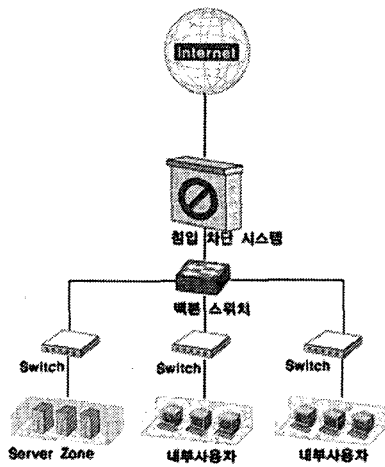 Internet
침입 차단 시스템
백본 스위치
Switch
Switch
Switch
Server Zone
내부사용자
내부사용자